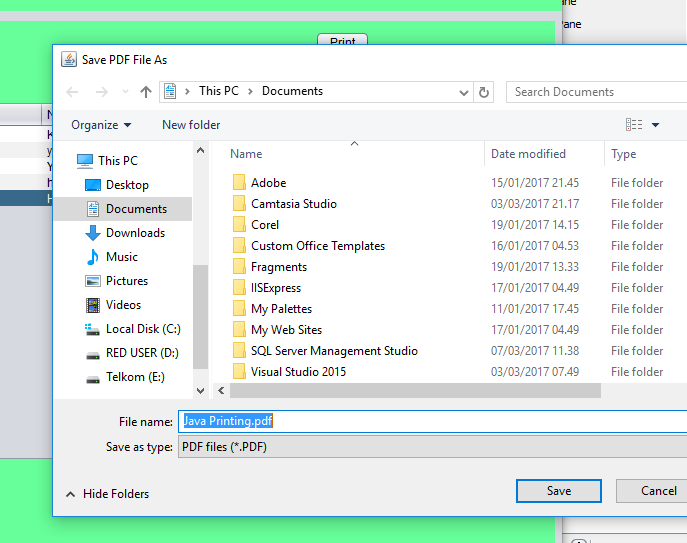 ane
ane
Print
Save PDF File As
This PC > Documents
Search Documents
Organize
New folder
Name
Date modified
Type
This PC
Desktop
Documents
Downloads
Music
Pictures
Videos
Local Disk (C:)
RED USER (D:)
Telkom (E:)
Adobe 15/01/2017 21.45 File folder
Camtasia Studio 03/03/2017 21.17 File folder
Corel 19/01/2017 14.15 File folder
Custom Office Templates 16/01/2017 04.53 File folder
Fragments 19/01/2017 13.33 File folder
IISExpress 17/01/2017 04.49 File folder
My Palettes 11/01/2017 17.45 File folder
My Web Sites 17/01/2017 04.49 File folder
SQL Server Management Studio 07/03/2017 11.38 File folder
Visual Studio 2015 03/03/2017 07.49 File folder
File name: Java Printing.pdf
Save as type: PDF files (*.PDF)
Hide Folders
Save
Cancel